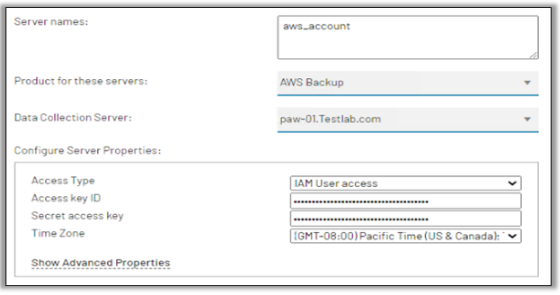 Server names:
aws_account
Product for these servers:
AWS Backup
Data Collection Server:
paw-01.Testlab.com
Configure Server Properties:
Access Type
IAM User access
Access key ID
Secret access key
Time Zone
(GMT-08:00) Pacific Time (US & Canada);
Show Advanced Properties